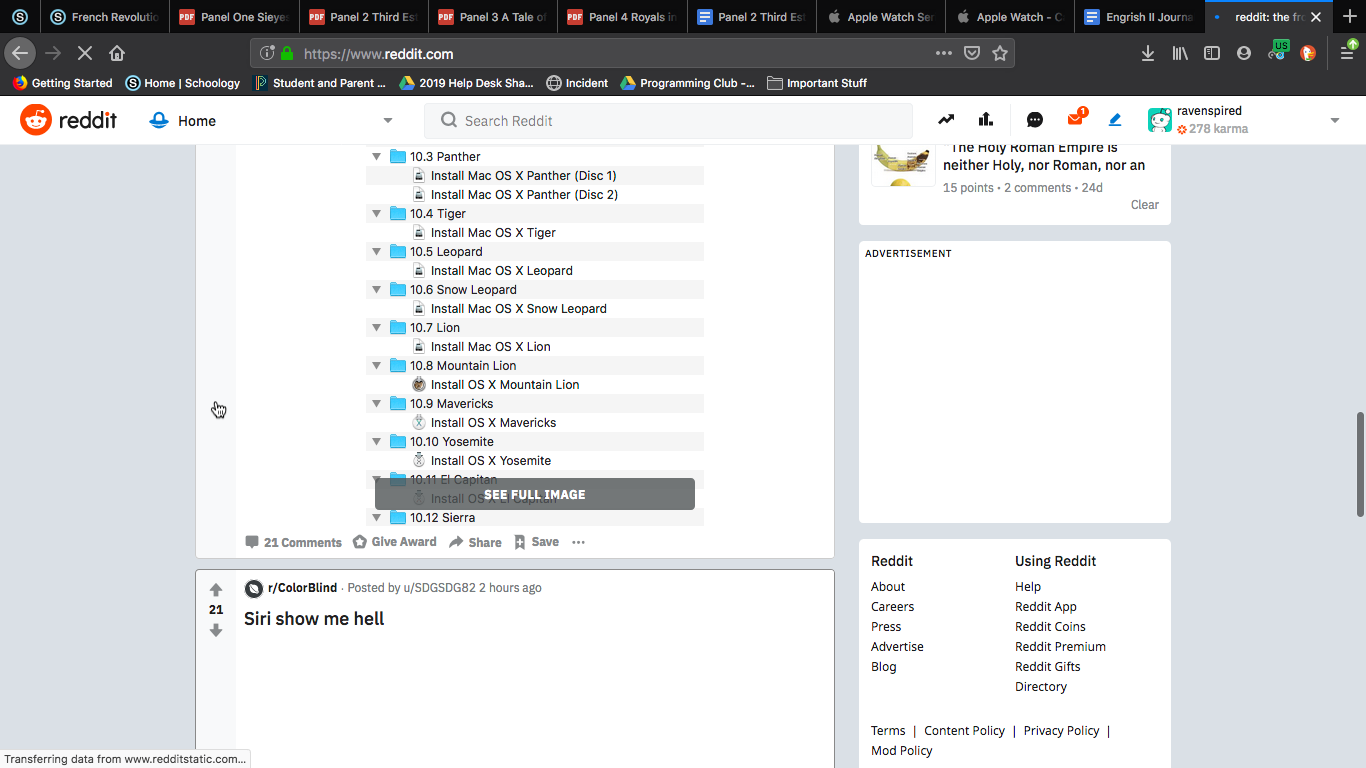 French Revolutio
Panel One Sieye
Panel 2 Third Est
Panel 3 A Tale of
Panel 4 Royals in
Panel 2 Third Est
Apple Watch Ser
Apple Watch - C
Engrish II Journa
reddit: the fro
https://www.reddit.com
US
Getting Started
Home | Schoology
Student and Parent ...
2019 Help Desk Sha...
Incident
Programming Club -...
Important Stuff
reddit
Home
Search Reddit
1
ravenspired
278 karma
10.3 Panther
Install Mac OS X Panther (Disc 1)
Install Mac OS X Panther (Disc 2)
10.4 Tiger
Install Mac OS X Tiger
10.5 Leopard
Install Mac OS X Leopard
10.6 Snow Leopard
Install Mac OS X Snow Leopard
10.7 Lion
Install Mac OS X Lion
10.8 Mountain Lion
Install OS X Mountain Lion
10.9 Mavericks
Install OS X Mavericks
10.10 Yosemite
Install OS X Yosemite
10.11 El Capitan
Install OS X El Capitan
SEE FULL IMAGE
10.12 Sierra
21 Comments
Give Award
Share
Save
r/ColorBlind · Posted by u/SDGSDG82 2 hours ago
21
Siri show me hell
"The Holy Roman Empire is
neither Holy, nor Roman, nor an
15 points • 2 comments • 24d
Clear
ADVERTISEMENT
Reddit
About
Careers
Press
Advertise
Blog
Using Reddit
Help
Reddit App
Reddit Coins
Reddit Premium
Reddit Gifts
Directory
Terms | Content Policy | Privacy Policy |
Mod Policy
Transferring data from www.redditstatic.com...